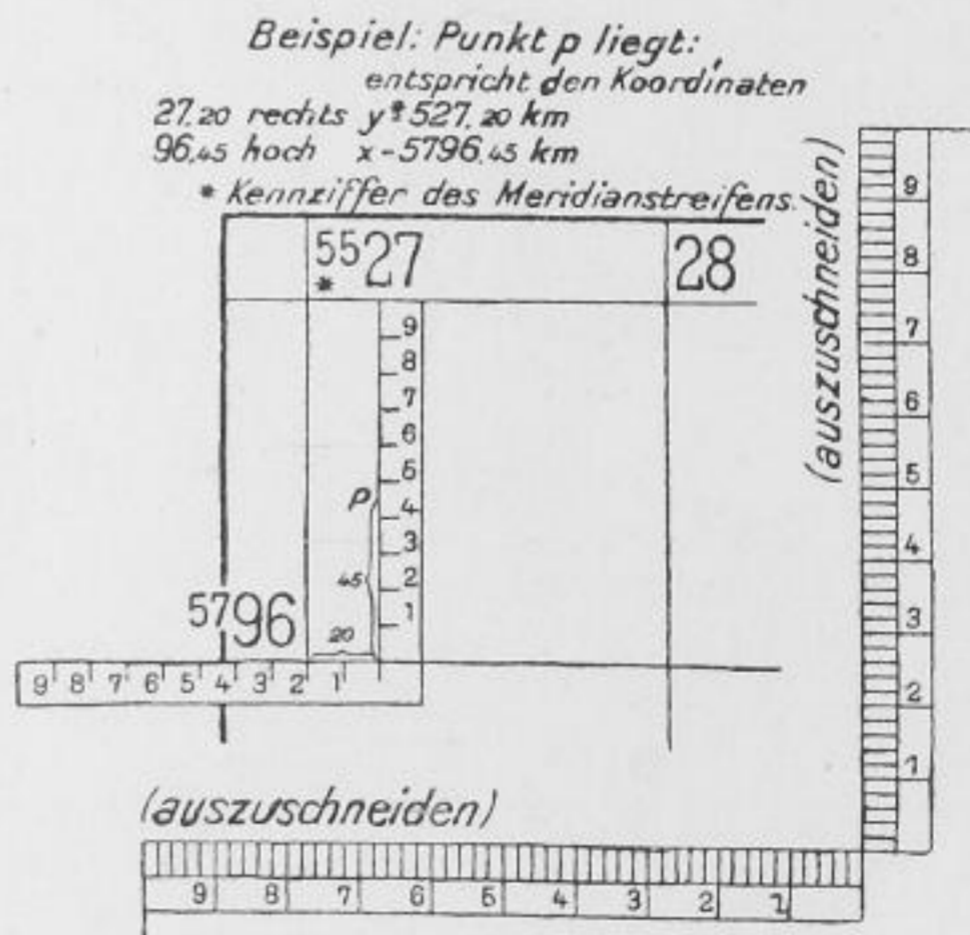 Beispiel: Punkt p liegt:
entspricht den Koordinaten
27,20 rechts y*527,20 km
96,45 hoch x-5796,45 km
* Kennziffer des Meridianstreifens.
5527 28
*
9
8
7
6
5
P 4
3
45 2
1
5796 20
9 8 7 6 5 4 3 2 1
(auszuschneiden)
9
8
7
6
5
4
3
2
1
(auszuschneiden)
9 8 7 6 5 4 3 2 1